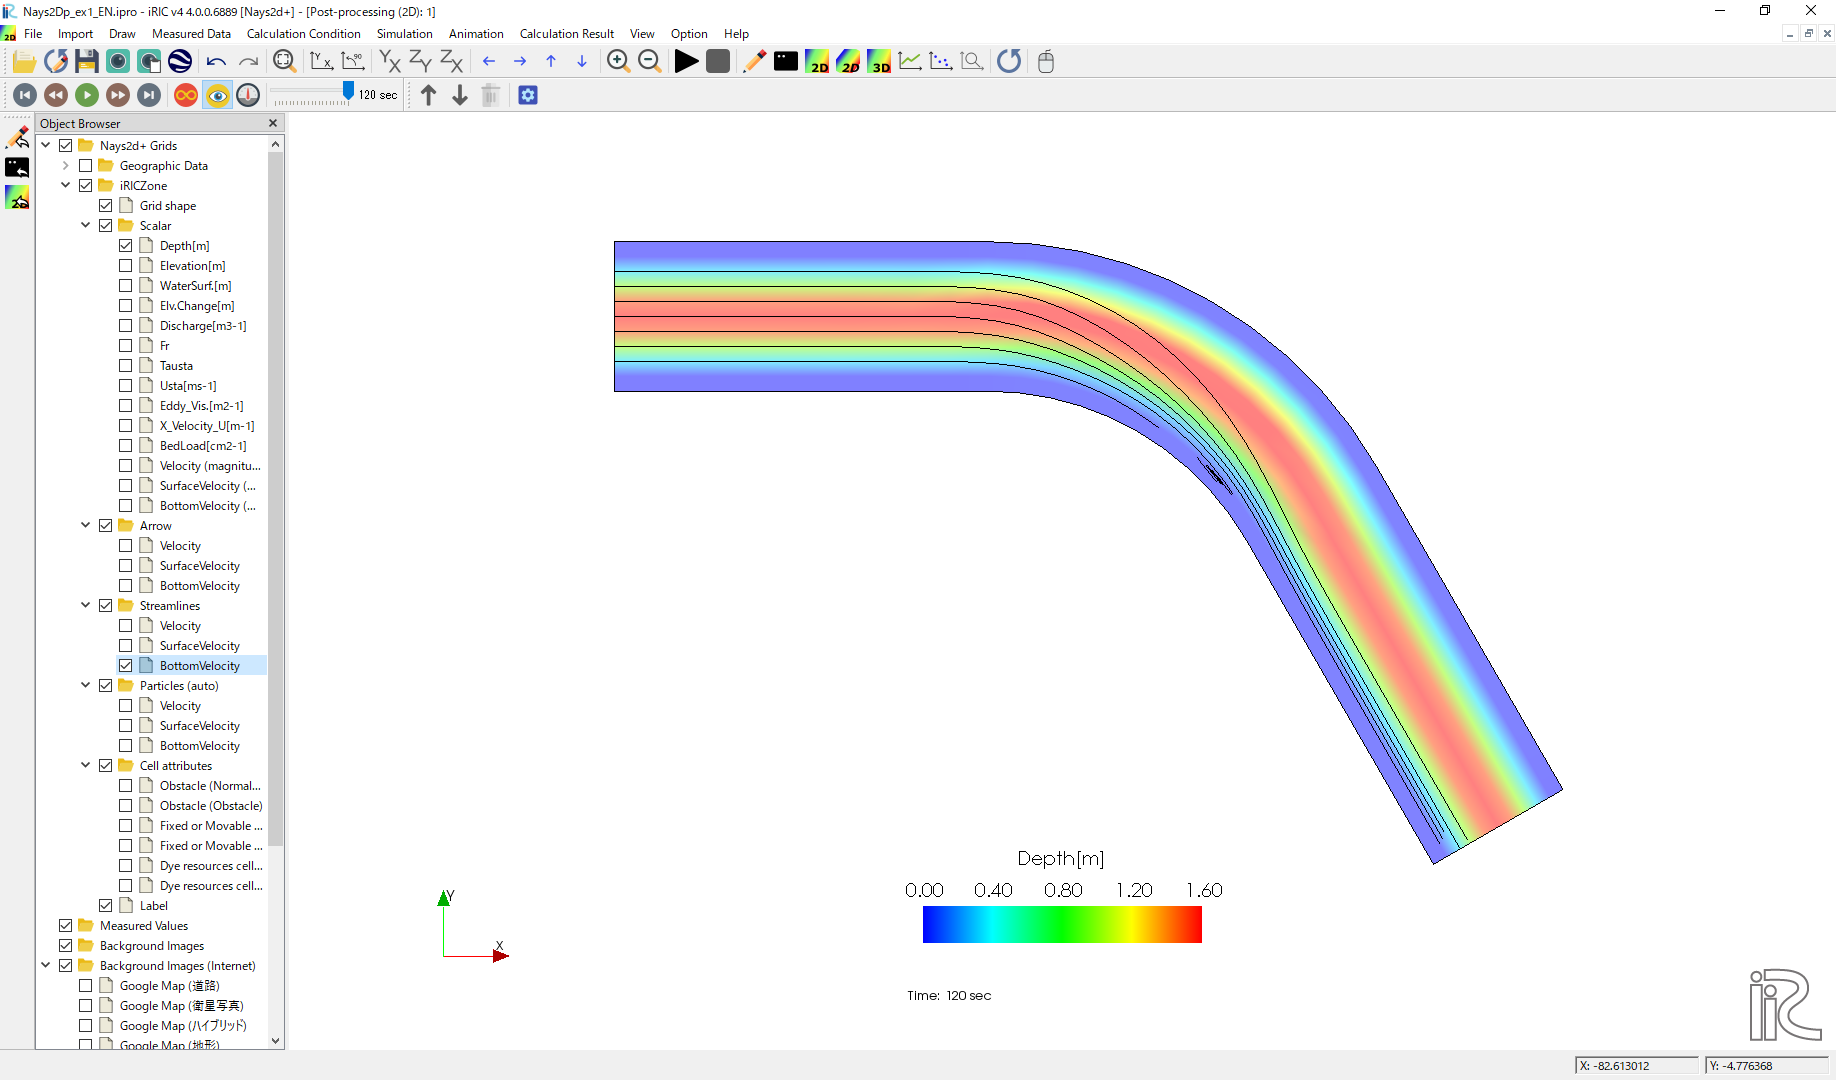 Nays2Dp_ex1_EN.ipro - iRIC v4 4.0.0.6889 [Nays2d+] - [Post-processing (2D): 1]
File Import Draw Measured Data Calculation Condition Simulation Animation Calculation Result View Option Help
120 sec
Object Browser
Nays2d+ Grids
Geographic Data
iRICZone
Grid shape
Scalar
Depth[m]
Elevation[m]
WaterSurf.[m]
Elv.Change[m]
Discharge[m3-1]
Fr
Tausta
Usta[ms-1]
Eddy_Vis.[m2-1]
X_Velocity_U[m-1]
BedLoad[cm2-1]
Velocity (magnitu...
SurfaceVelocity (...
BottomVelocity (...
Arrow
Velocity
SurfaceVelocity
BottomVelocity
Streamlines
Velocity
SurfaceVelocity
BottomVelocity
Particles (auto)
Velocity
SurfaceVelocity
BottomVelocity
Cell attributes
Obstacle (Normal...
Obstacle (Obstacle)
Fixed or Movable ...
Fixed or Movable ...
Dye resources cell...
Dye resources cell...
Label
Measured Values
Background Images
Background Images (Internet)
Google Map (道路)
Google Map (衛星写真)
Google Map (ハイブリッド)
Google Map (地形)
Depth[m]
0.00 0.40 0.80 1.20 1.60
Y
X
Time: 120 sec
iRIC
X: -82.613012
Y: -4.776368